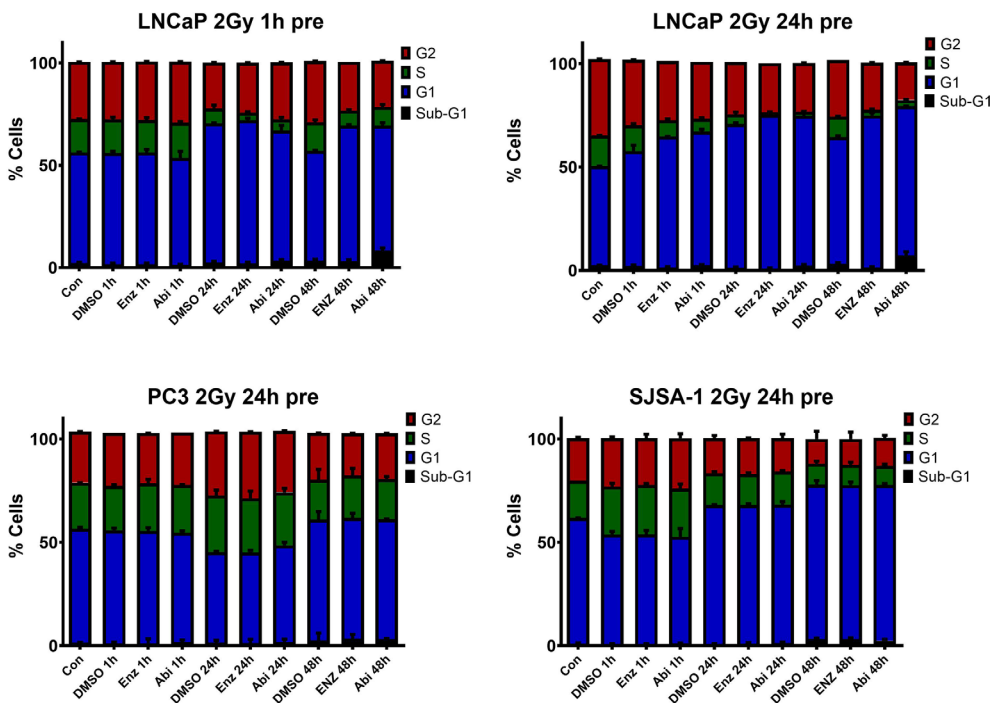 LNCaP 2Gy 1h pre
% Cells
100
50
0
G2
S
G1
Sub-G1
Con
DMSO 1h
Enz 1h
Abi 1h
DMSO 24h
Enz 24h
Abi 24h
DMSO 48h
ENZ 48h
Abi 48h
LNCaP 2Gy 24h pre
% Cells
100
50
0
G2
S
G1
Sub-G1
Con
DMSO 1h
Enz 1h
Abi 1h
DMSO 24h
Enz 24h
Abi 24h
DMSO 48h
ENZ 48h
Abi 48h
PC3 2Gy 24h pre
% Cells
100
50
0
G2
S
G1
Sub-G1
Con
DMSO 1h
Enz 1h
Abi 1h
DMSO 24h
Enz 24h
Abi 24h
DMSO 48h
ENZ 48h
Abi 48h
SJSA-1 2Gy 24h pre
% Cells
100
50
0
G2
S
G1
Sub-G1
Con
DMSO 1h
Enz 1h
Abi 1h
DMSO 24h
Enz 24h
Abi 24h
DMSO 48h
ENZ 48h
Abi 48h